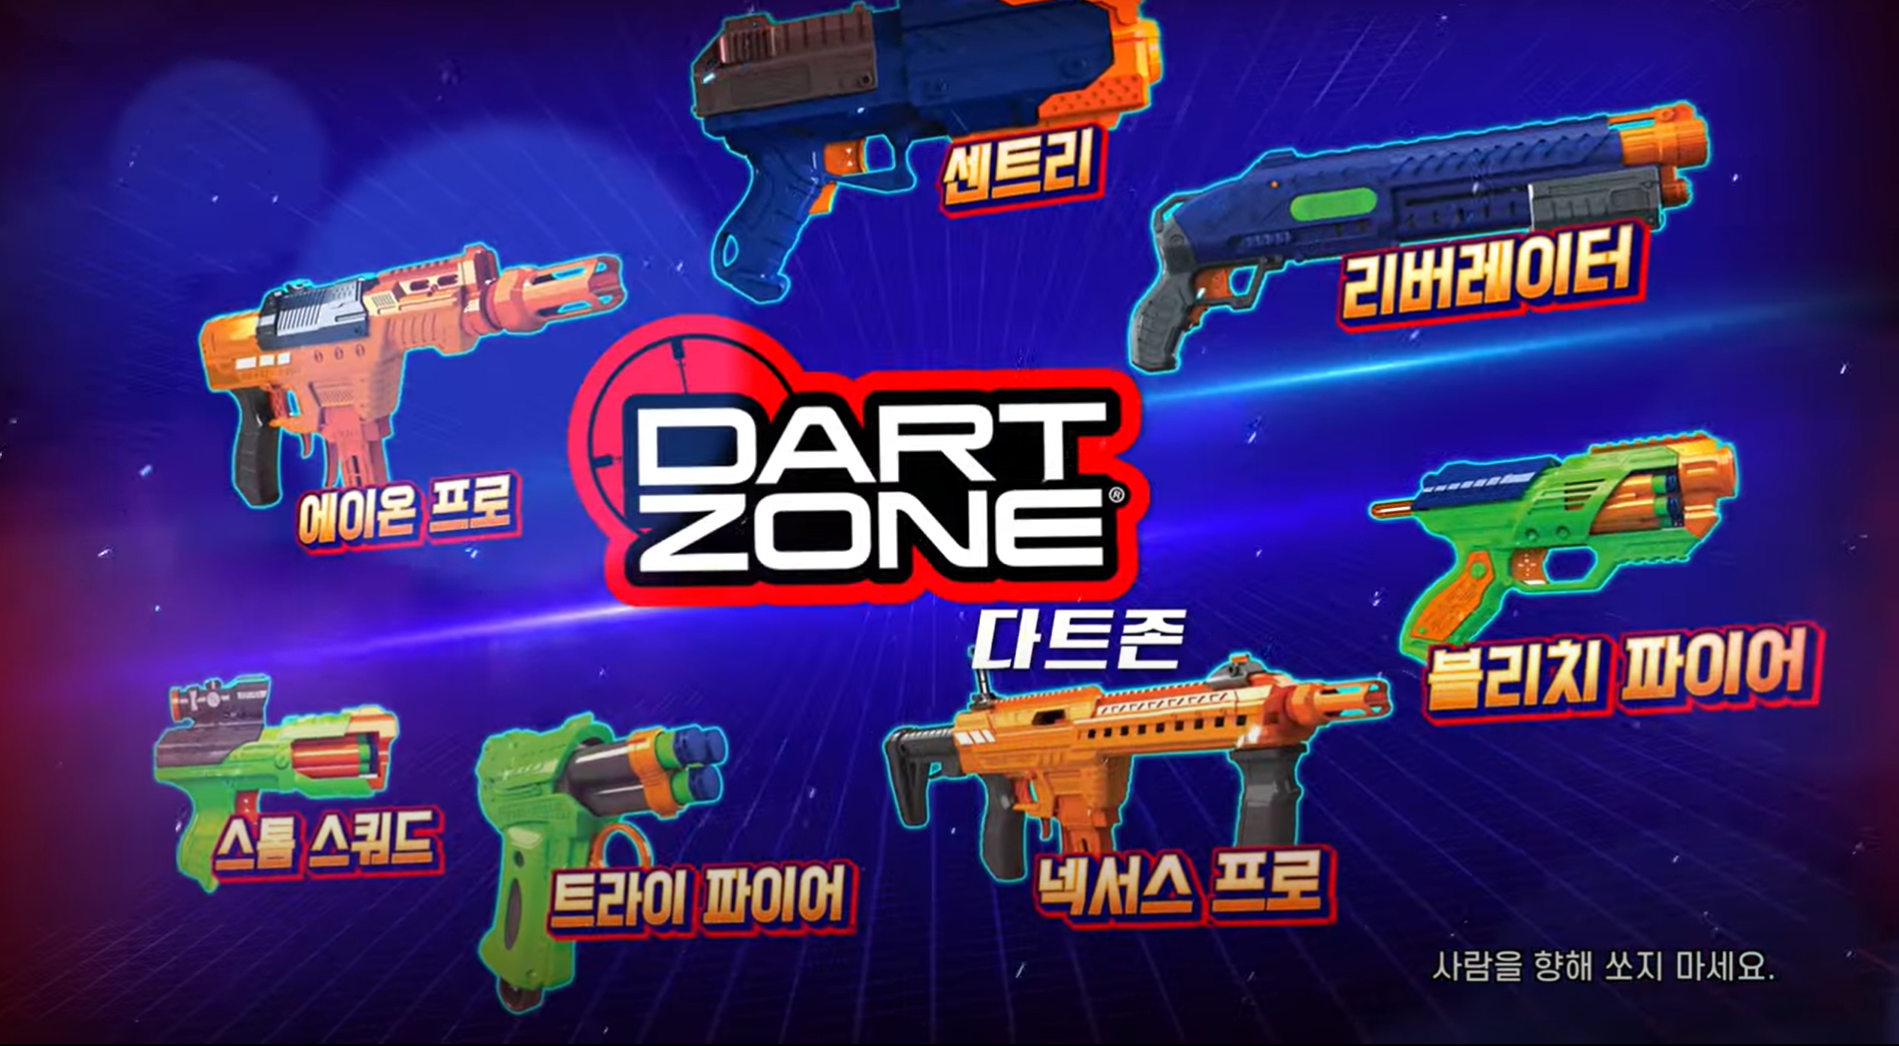 센트리
리버레이터
에이온 프로
DART
ZONE®
다트존
블리치 파이어
스톰 스쿼드
트라이 파이어
넥서스 프로
사람을 향해 쏘지 마세요.